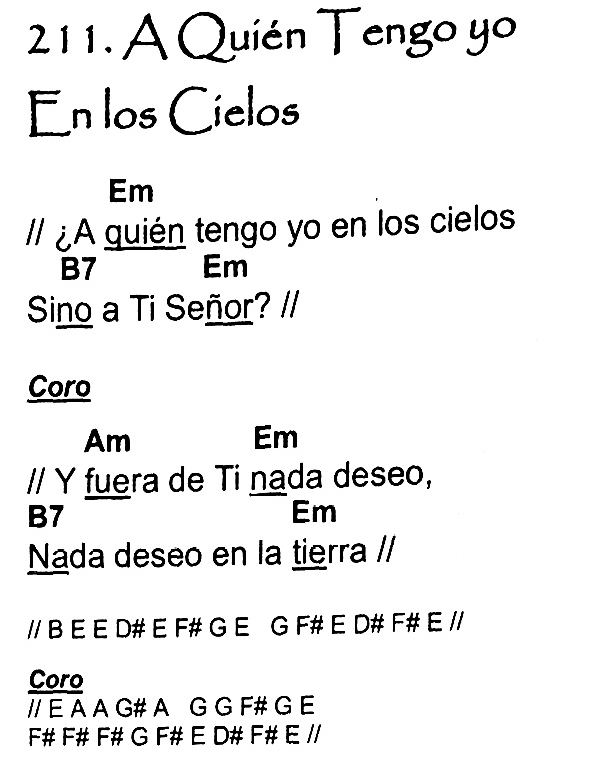 211. A Quién Tengo yo
En los Cielos
Em
// ¿A quién tengo yo en los cielos
B7 Em
Sino a Ti Señor? //
Coro
Am Em
// Y fuera de Ti nada deseo,
B7 Em
Nada deseo en la tierra //
// B E E D# E F# G E G F# E D# F# E //
Coro
// E A A G# A G G F# G E
F# F# F# G F# E D# F# E //